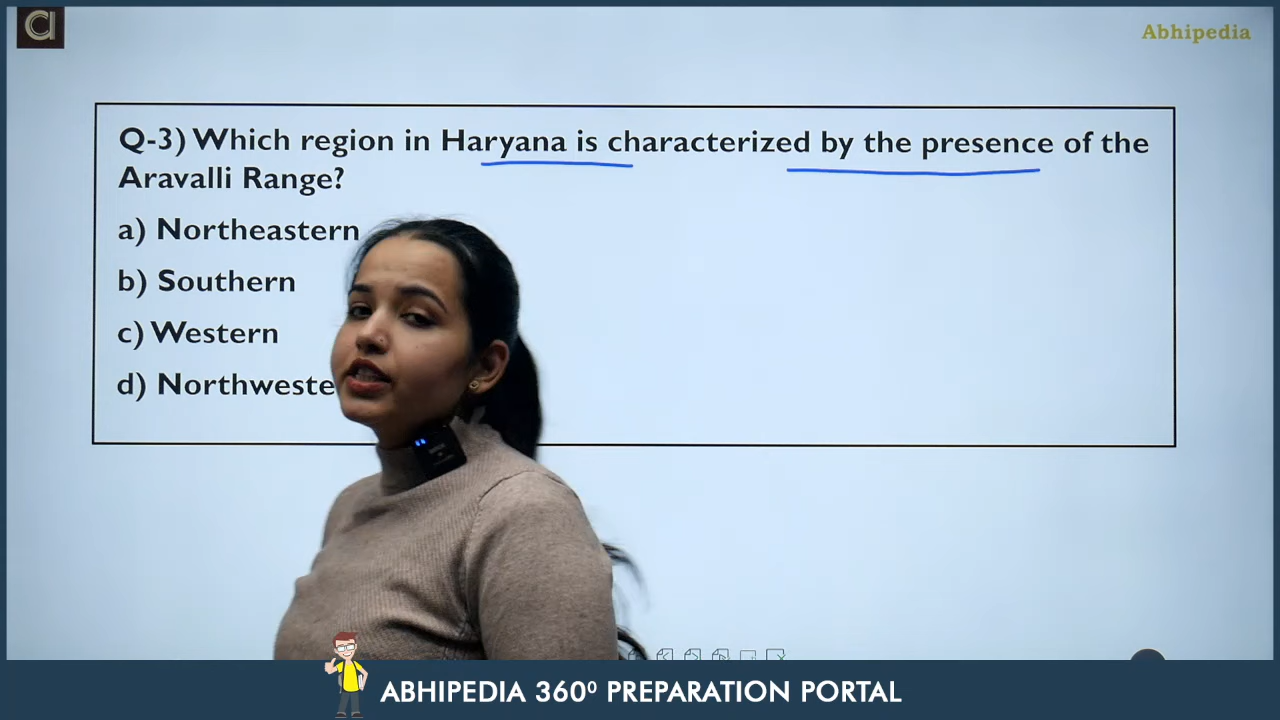 Abhipedia
Q-3) Which region in Haryana is characterized by the presence of the
Aravalli Range?
a) Northeastern
b) Southern
c) Western
d) Northweste
ABHIPEDIA 360⁰ PREPARATION PORTAL